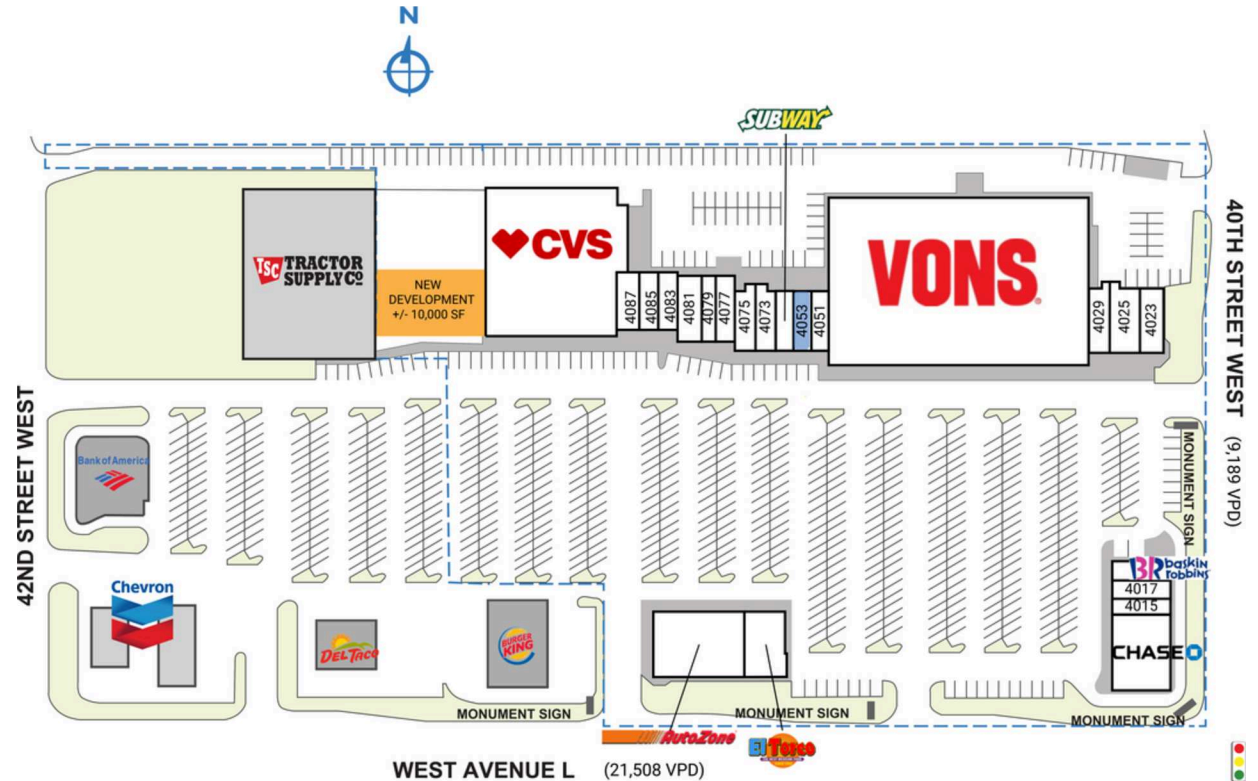 N
SUBWAY
TSC TRACTOR
SUPPLY CO
NEW
DEVELOPMENT
+/- 10,000 SF
CVS
4087
4085
4083
4081
4079
4077
4075
4073
4053
4051
VONS
4029
4025
4023
40TH STREET WEST (9,189 VPD)
42ND STREET WEST
Bank of America
MONUMENT SIGN
Chevron
DEL TACO
BURGER
KING
BR baskin
robbins
4017
4015
CHASE
MONUMENT SIGN
MONUMENT SIGN
MONUMENT SIGN
AutoZone
WEST AVENUE L (21,508 VPD)